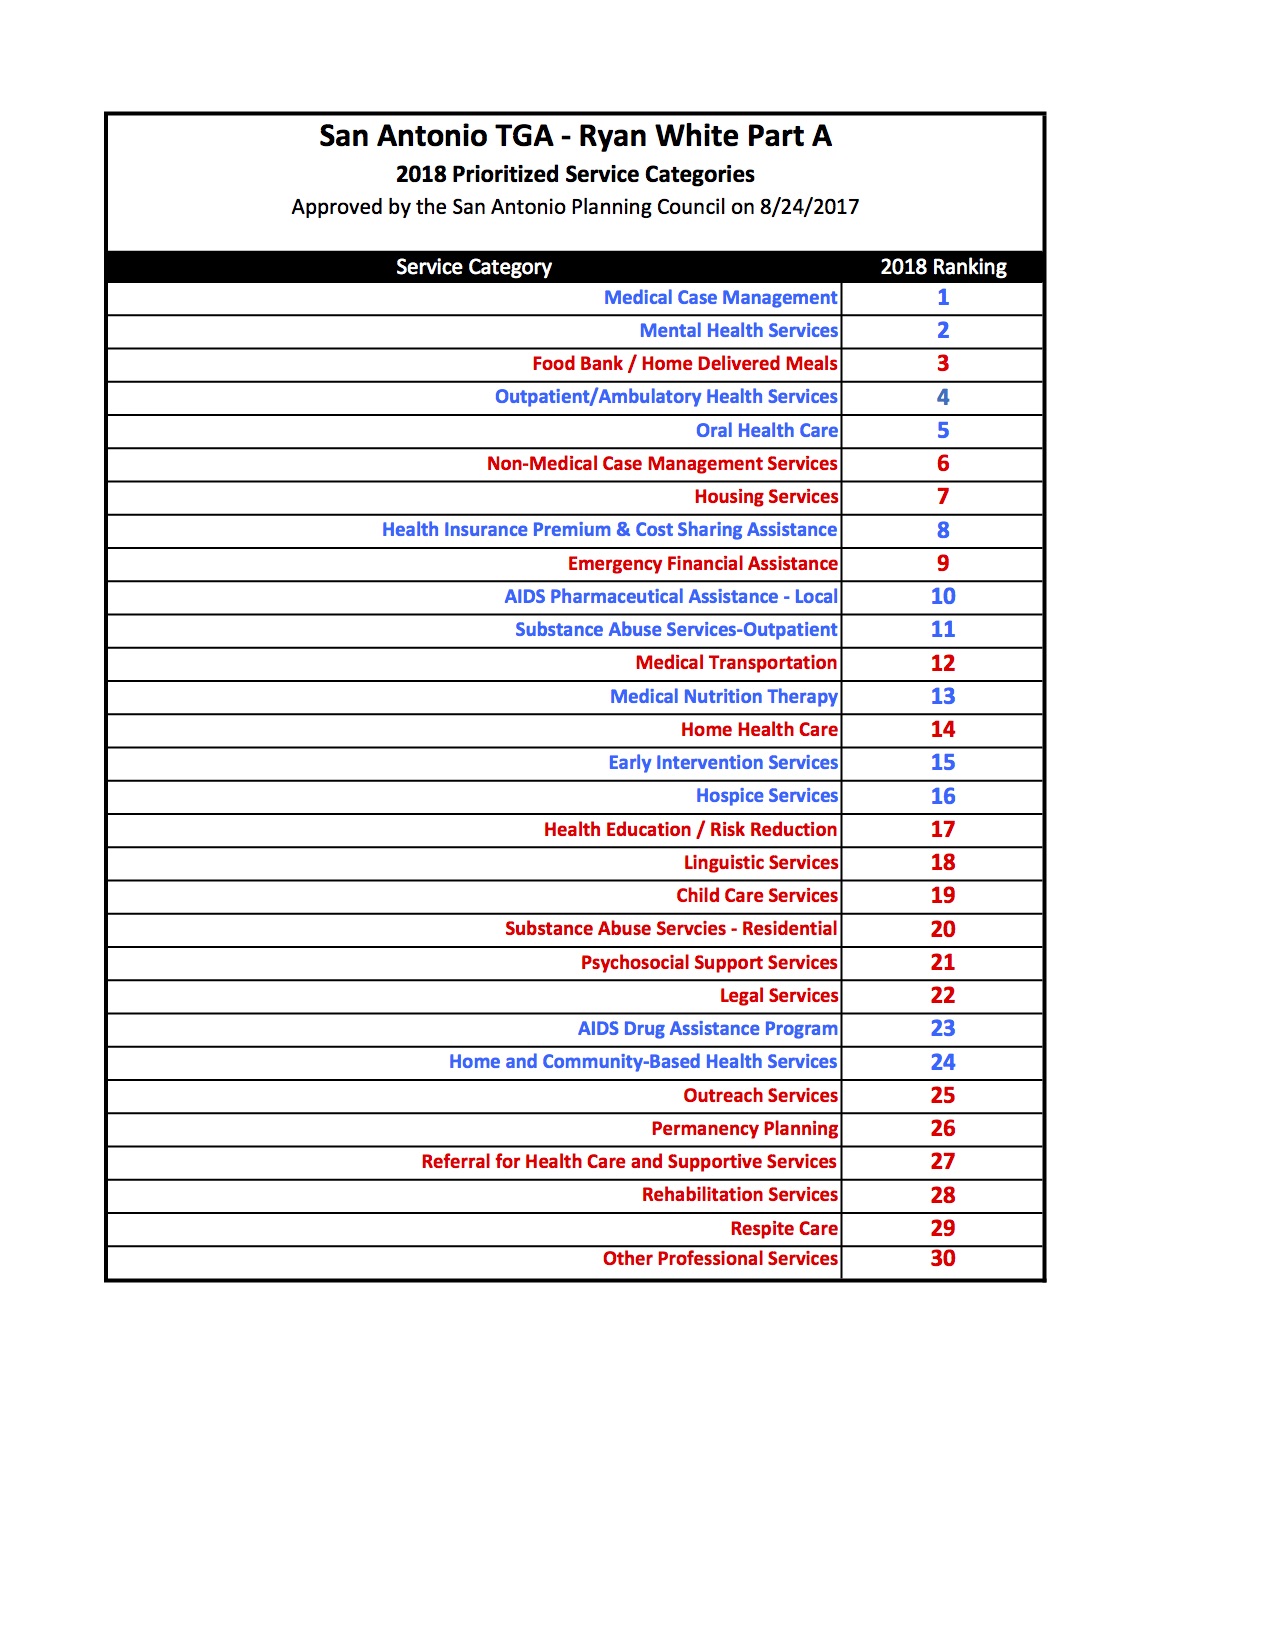 San Antonio TGA - Ryan White Part A
2018 Prioritized Service Categories
Approved by the San Antonio Planning Council on 8/24/2017
Service Category 2018 Ranking
Medical Case Management 1
Mental Health Services 2
Food Bank / Home Delivered Meals 3
Outpatient/Ambulatory Health Services 4
Oral Health Care 5
Non-Medical Case Management Services 6
Housing Services 7
Health Insurance Premium & Cost Sharing Assistance 8
Emergency Financial Assistance 9
AIDS Pharmaceutical Assistance - Local 10
Substance Abuse Services-Outpatient 11
Medical Transportation 12
Medical Nutrition Therapy 13
Home Health Care 14
Early Intervention Services 15
Hospice Services 16
Health Education / Risk Reduction 17
Linguistic Services 18
Child Care Services 19
Substance Abuse Servcies - Residential 20
Psychosocial Support Services 21
Legal Services 22
AIDS Drug Assistance Program 23
Home and Community-Based Health Services 24
Outreach Services 25
Permanency Planning 26
Referral for Health Care and Supportive Services 27
Rehabilitation Services 28
Respite Care 29
Other Professional Services 30